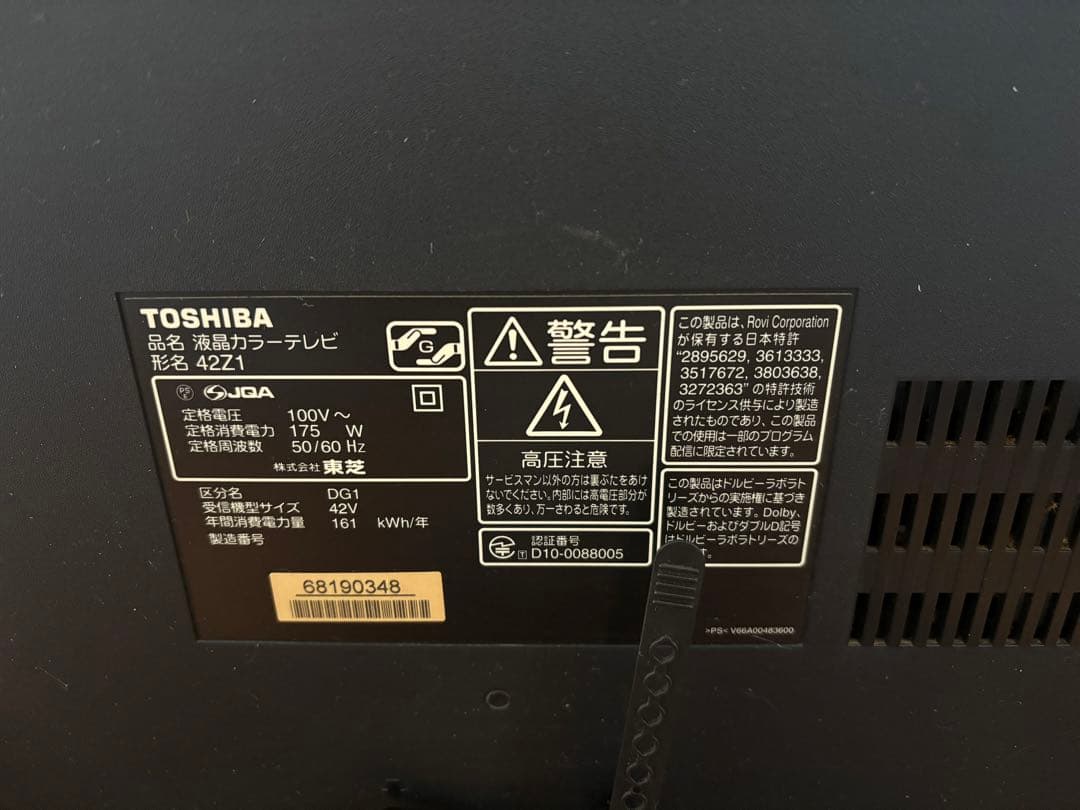 TOSHIBA
品名 液晶カラーテレビ
形名 42Z1
G
PS
E
JQA
定格電圧 100V～
定格消費電力 175 W
定格周波数 50/60 Hz
株式会社 東芝
区分名 DG1
受信機型サイズ 42V
年間消費電力量 161 kWh/年
製造番号
68190348
警告
高圧注意
サービスマン以外の方は裏ぶたをあけ
ないでください。内部には高電圧部分が
数多くあり、万一さわると危険です。
T
認証番号
D10-0088005
この製品は、Rovi Corporation
が保有する日本特許
“2895629, 3613333,
3517672, 3803638,
3272363” の特許技術
のライセンス供与により製造
されたものであり、この製品
での使用は一部のプログラム
配信に限定されています。
この製品はドルビーラボラト
リーズからの実施権に基づき
製造されています。Dolby、
ドルビーおよびダブルD記号
はドルビーラボラトリーズの
す。
>PS< V66A00483600